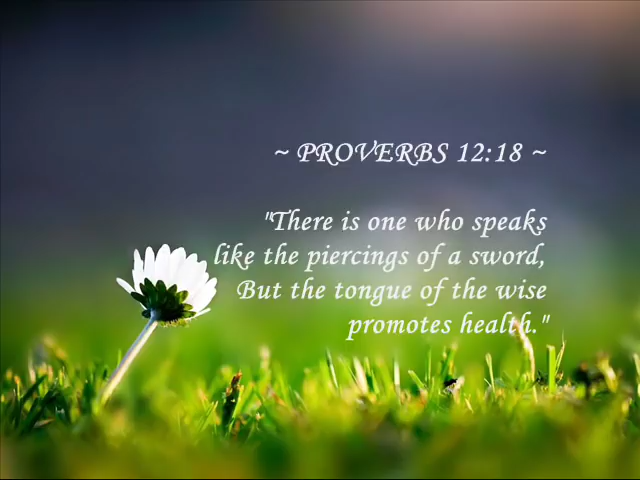 ~ PROVERBS 12:18 ~
"There is one who speaks
like the piercings of a sword,
But the tongue of the wise
promotes health."